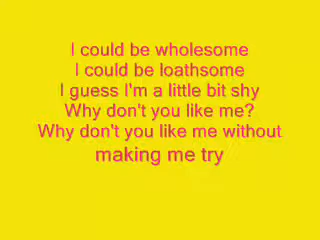 I could be wholesome
I could be loathsome
I guess I'm a little bit shy
Why don't you like me?
Why don't you like me without
making me try